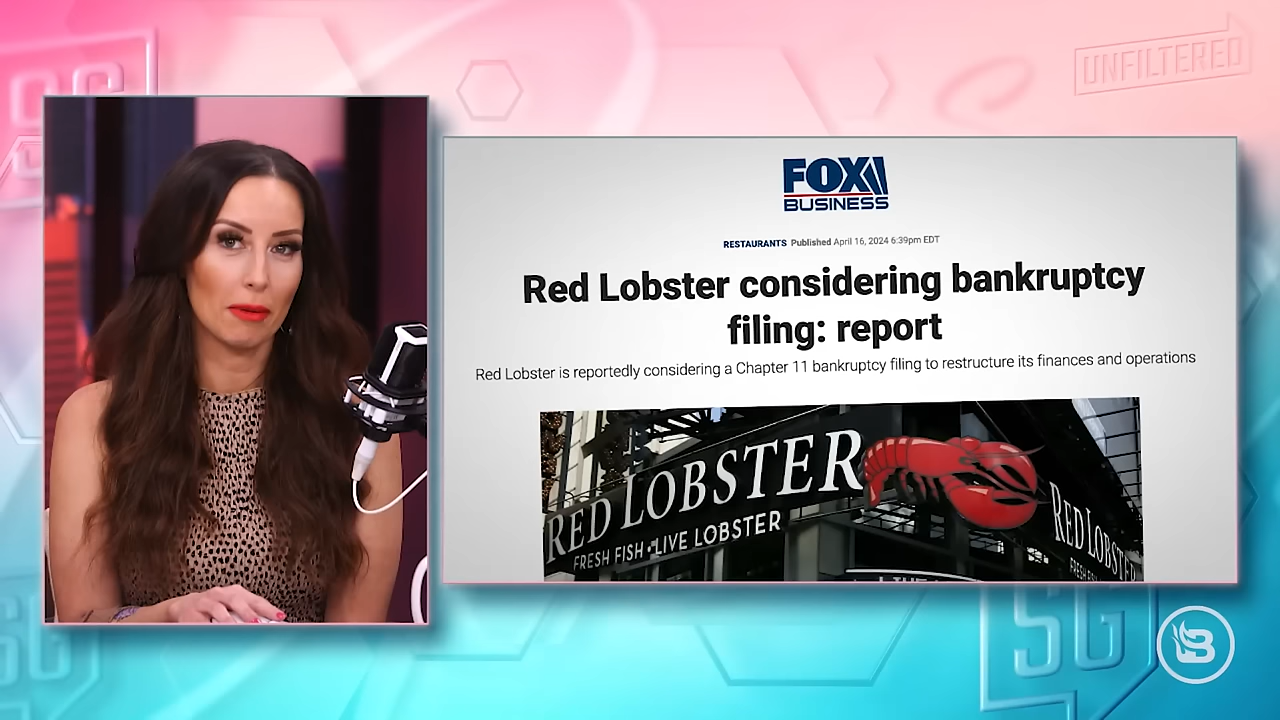 UNFILTERED
SG
FOX
BUSINESS
RESTAURANTS Published April 16, 2024 6:39pm EDT
Red Lobster considering bankruptcy
filing: report
Red Lobster is reportedly considering a Chapter 11 bankruptcy filing to restructure its finances and operations
RED LOBSTER
FRESH FISH • LIVE LOBSTER
RED LOBSTER
SG
SG
B